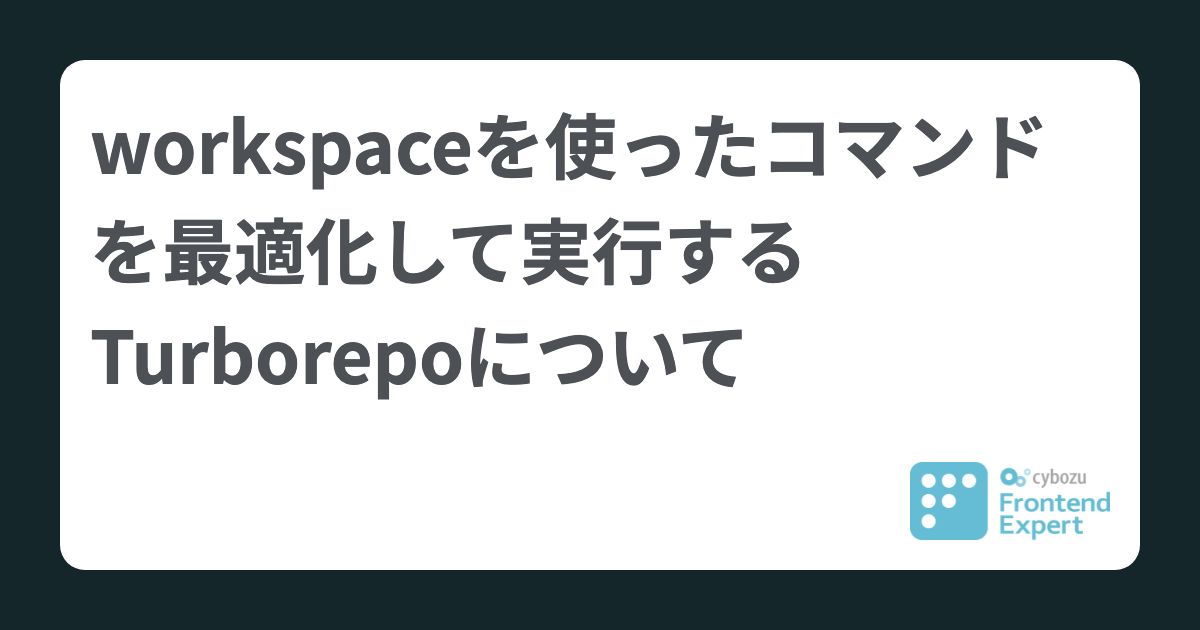 workspaceを使ったコマンド
を最適化して実行する
Turborepoについて
cybozu
Frontend
Expert